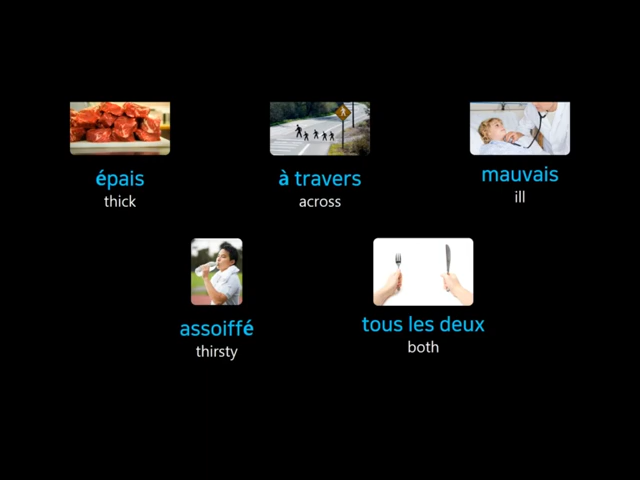 épais
thick
à travers
across
mauvais
ill
assoiffé
thirsty
tous les deux
both